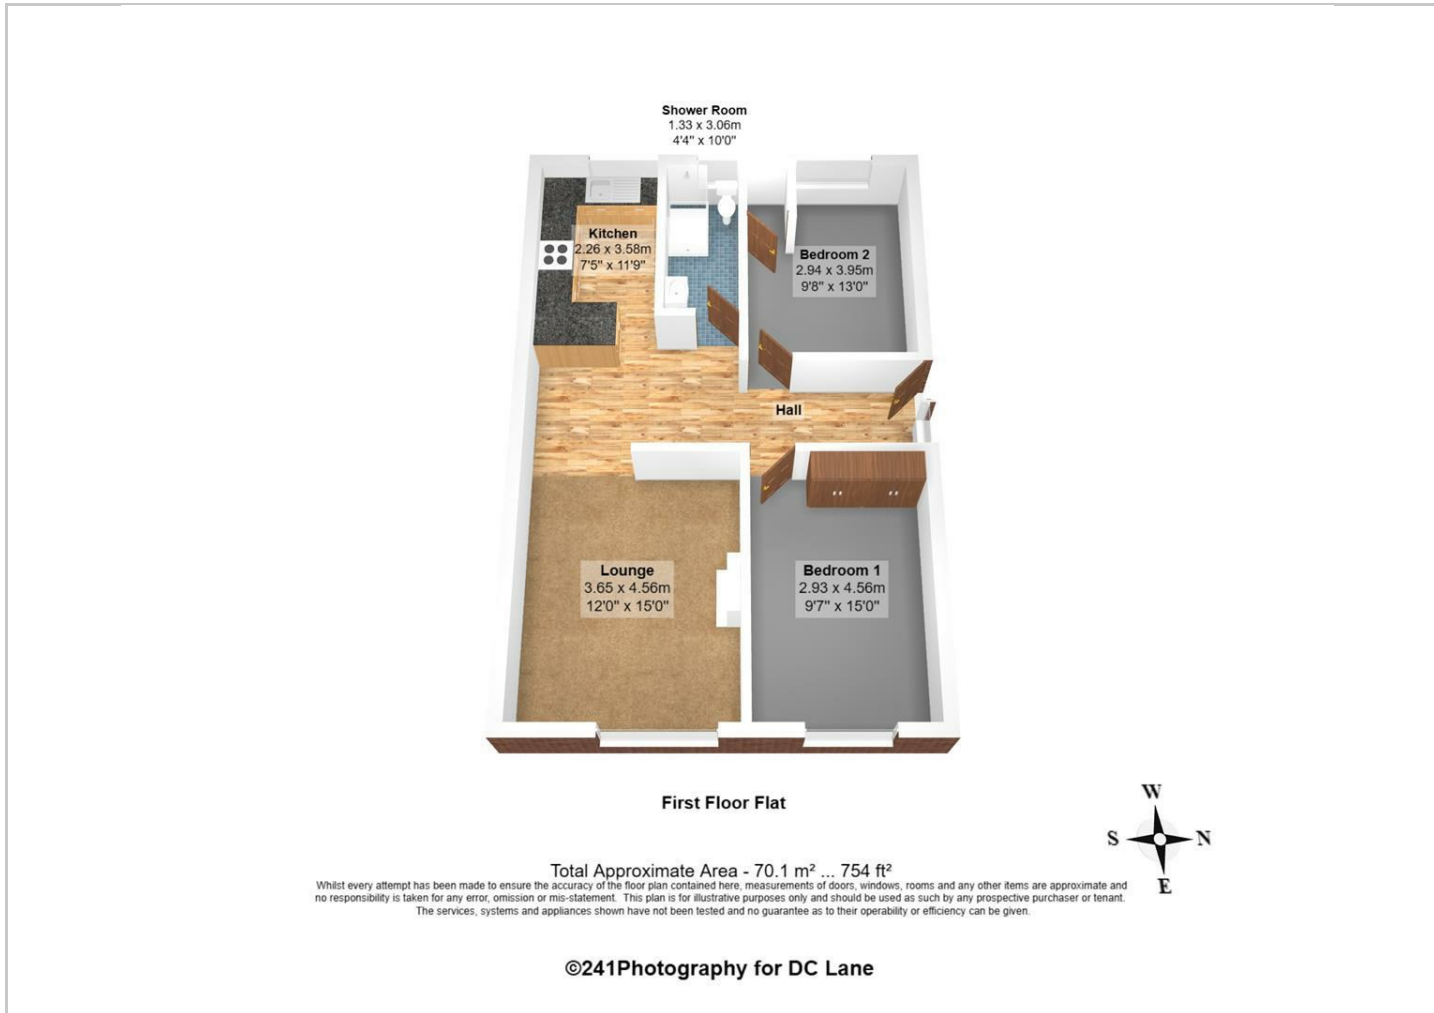 Shower Room
1.33 x 3.06m
4'4" x 10'0"
Kitchen
2.26 x 3.58m
7'5" x 11'9"
Bedroom 2
2.94 x 3.95m
9'8" x 13'0"
Hall
Lounge
3.65 x 4.56m
12'0" x 15'0"
Bedroom 1
2.93 x 4.56m
9'7" x 15'0"
First Floor Flat
W
S
N
E
Total Approximate Area - 70.1 m² ... 754 ft²
Whilst every attempt has been made to ensure the accuracy of the floor plan contained here, measurements of doors, windows, rooms and any other items are approximate and
no responsibility is taken for any error, omission or mis-statement. This plan is for illustrative purposes only and should be used as such by any prospective purchaser or tenant.
The services, systems and appliances shown have not been tested and no guarantee as to their operability or efficiency can be given.
©241Photography for DC Lane